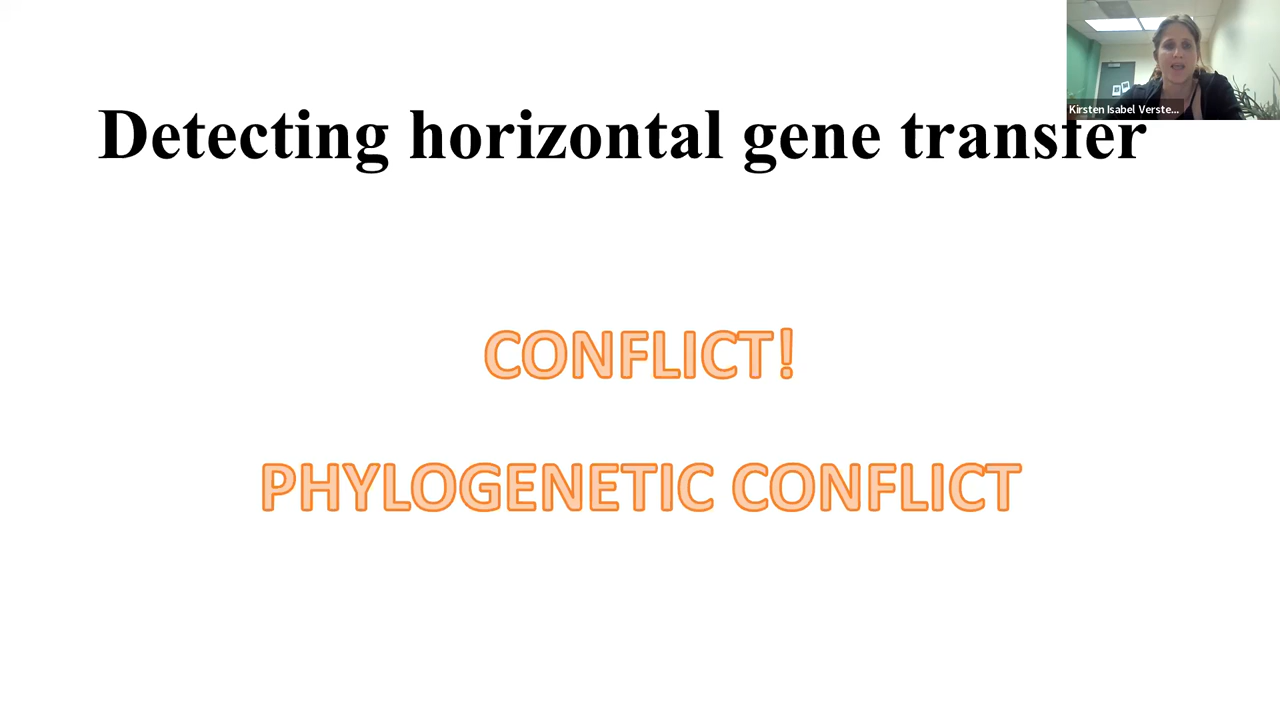 Detecting horizontal gene transfer
Kirsten Isabel Verste...
CONFLICT!
PHYLOGENETIC CONFLICT